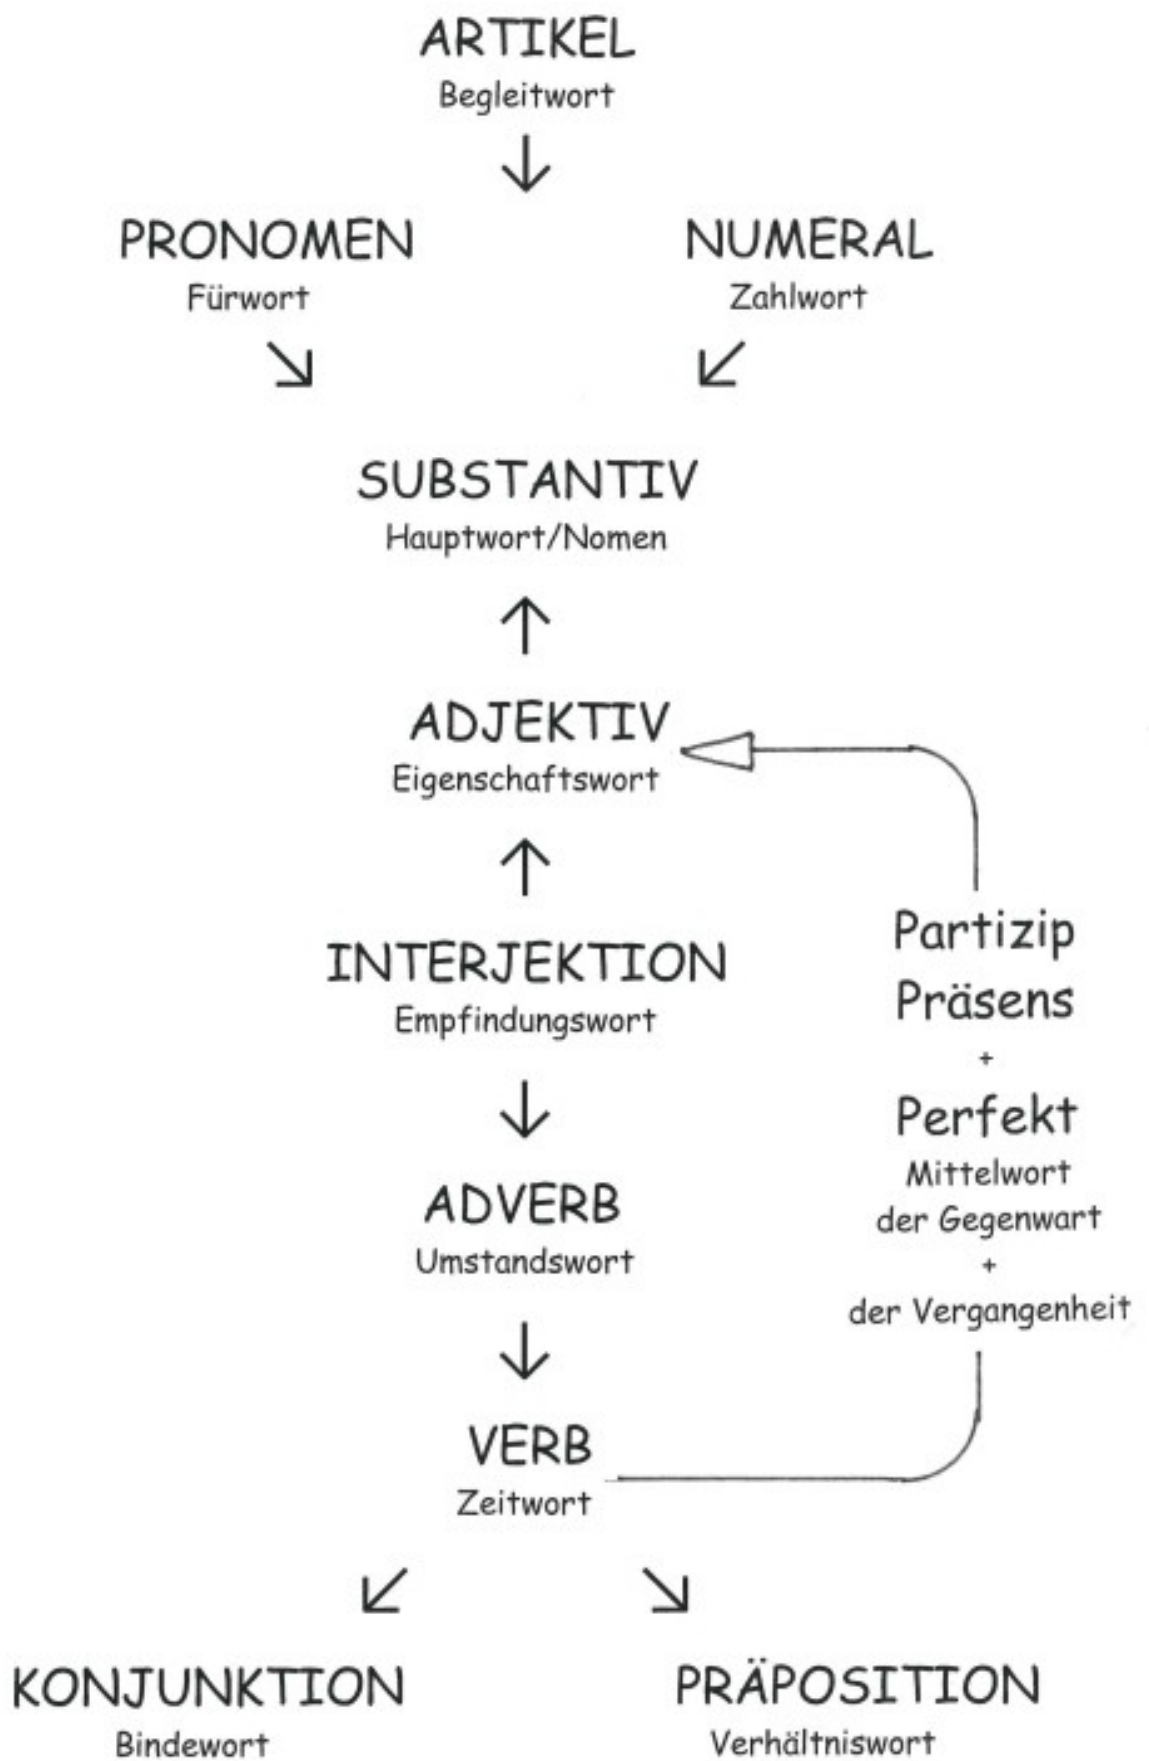 ARTIKEL
Begleitwort
PRONOMEN
Fürwort
NUMERAL
Zahlwort
SUBSTANTIV
Hauptwort/Nomen
ADJEKTIV
Eigenschaftswort
INTERJEKTION
Empfindungswort
Partizip
Präsens
+
Perfekt
Mittelwort
der Gegenwart
+
der Vergangenheit
ADVERB
Umstandswort
VERB
Zeitwort
KONJUNKTION
Bindewort
PRÄPOSITION
Verhältniswort